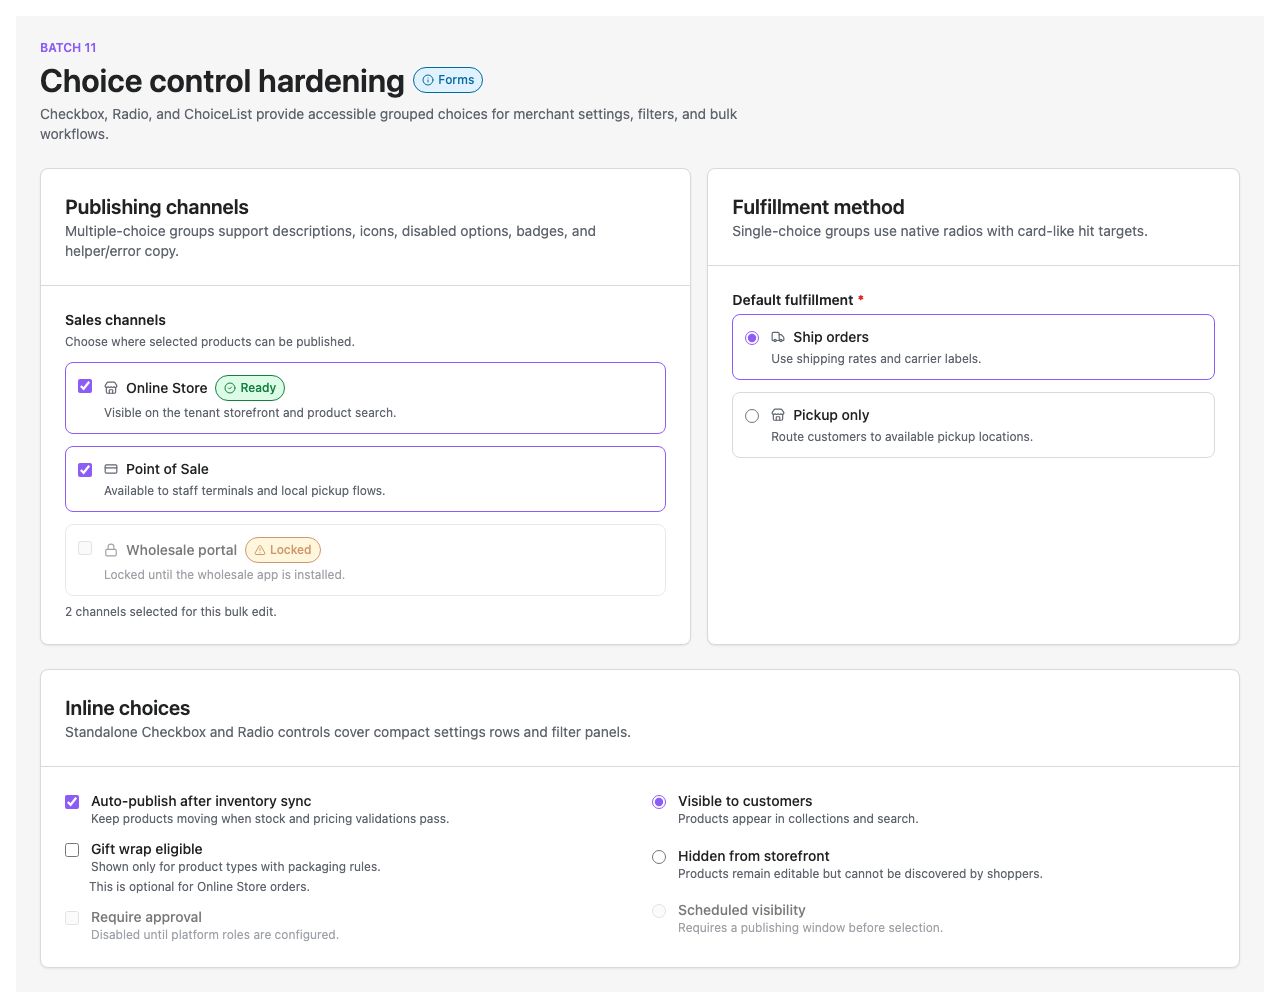 BATCH 11
Choice control hardening Forms
Checkbox, Radio, and ChoiceList provide accessible grouped choices for merchant settings, filters, and bulk
workflows.
Publishing channels
Multiple-choice groups support descriptions, icons, disabled options, badges, and
helper/error copy.
Sales channels
Choose where selected products can be published.
Online Store Ready
Visible on the tenant storefront and product search.
Point of Sale
Available to staff terminals and local pickup flows.
Wholesale portal Locked
Locked until the wholesale app is installed.
2 channels selected for this bulk edit.
Fulfillment method
Single-choice groups use native radios with card-like hit targets.
Default fulfillment *
Ship orders
Use shipping rates and carrier labels.
Pickup only
Route customers to available pickup locations.
Inline choices
Standalone Checkbox and Radio controls cover compact settings rows and filter panels.
Auto-publish after inventory sync
Keep products moving when stock and pricing validations pass.
Gift wrap eligible
Shown only for product types with packaging rules.
This is optional for Online Store orders.
Require approval
Disabled until platform roles are configured.
Visible to customers
Products appear in collections and search.
Hidden from storefront
Products remain editable but cannot be discovered by shoppers.
Scheduled visibility
Requires a publishing window before selection.